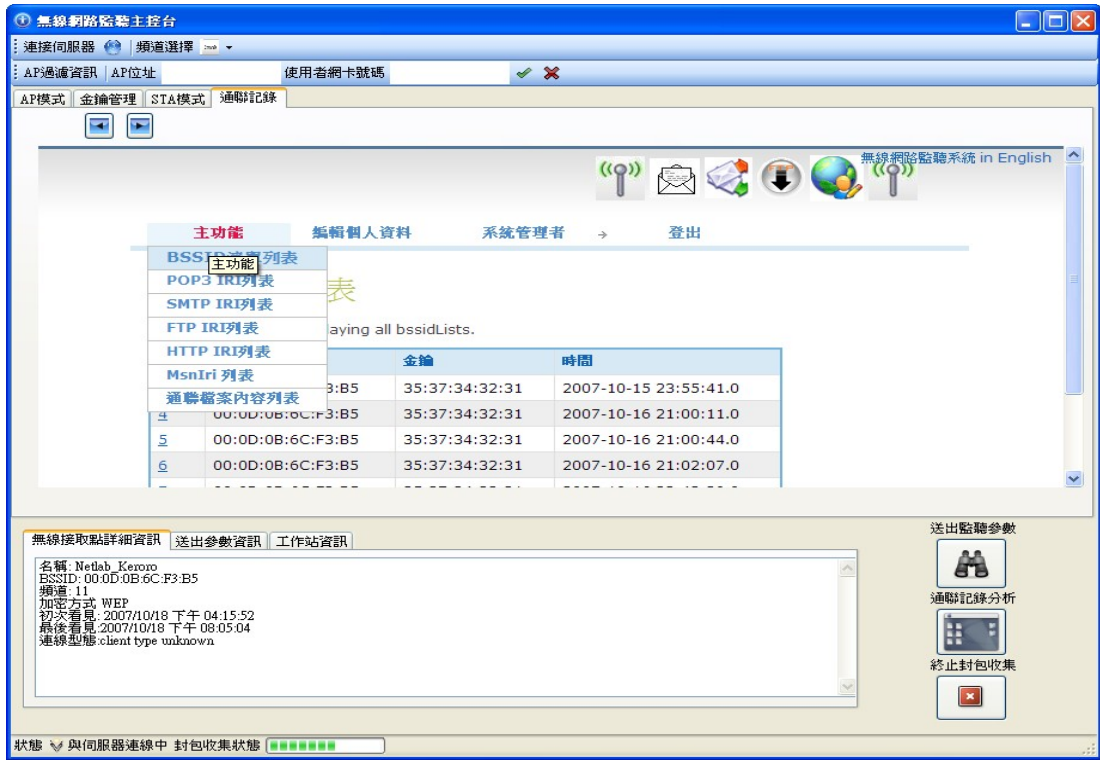 無線網路監聽主控台
連接伺服器 頻道選擇
AP過濾資訊 AP位址 使用者網卡號碼
AP模式 金鑰管理 STA模式 通聯記錄
無線網路監聽系統 in English
主功能 編輯個人資料 系統管理者 → 登出
BSSID 列表
主功能
POP3 IRI列表
表
SMTP IRI列表
FTP IRI列表
aying all bssidLists.
HTTP IRI列表
金鑰 時間
MsnIri 列表
3:B5 35:37:34:32:31 2007-10-15 23:55:41.0
通聯檔案內容列表
4 00:0D:0B:6C:F3:B5 35:37:34:32:31 2007-10-16 21:00:11.0
5 00:0D:0B:6C:F3:B5 35:37:34:32:31 2007-10-16 21:00:44.0
6 00:0D:0B:6C:F3:B5 35:37:34:32:31 2007-10-16 21:02:07.0
無線接取點詳細資訊 送出參數資訊 工作站資訊
名稱: Netlab_Keroro
BSSID: 00:0D:0B:6C:F3:B5
頻道: 11
加密方式 WEP
初次看見: 2007/10/18 下午 04:15:52
最後看見:2007/10/18 下午 08:05:04
連線型態:client type unknown
送出監聽參數
通聯記錄分析
終止封包收集
狀態 與伺服器連線中 封包收集狀態